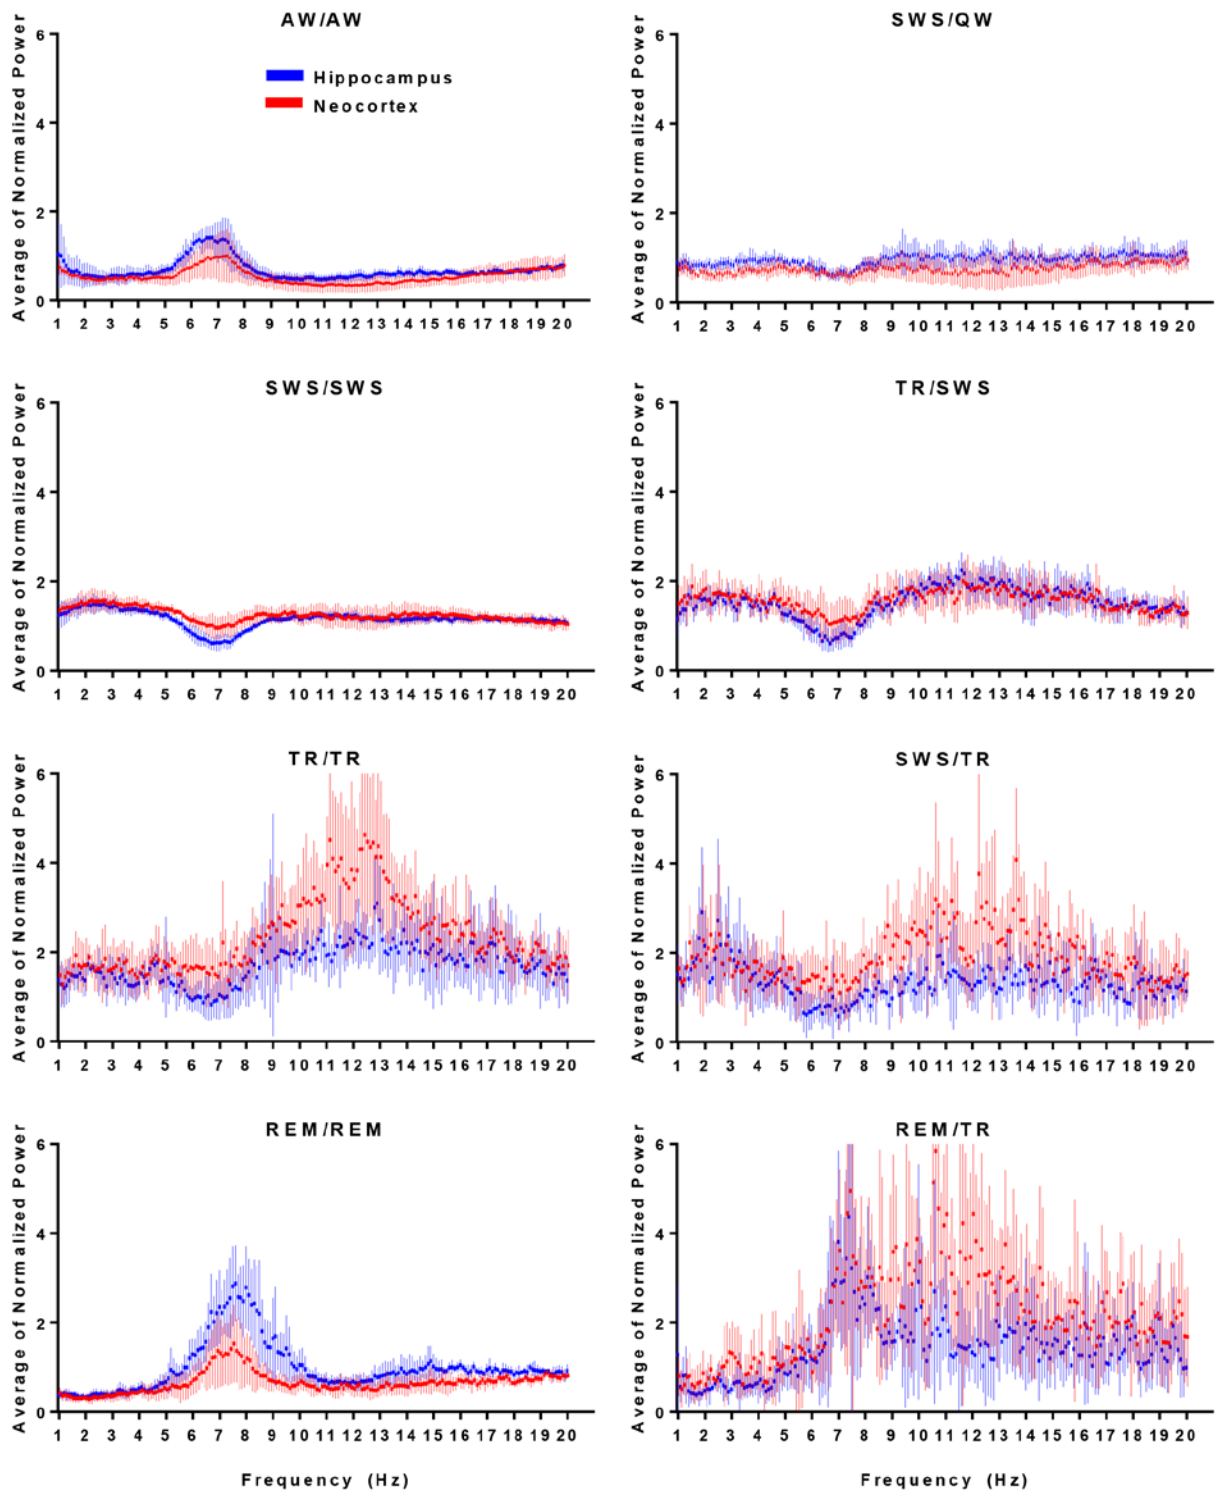 AW/AW
Average of Normalized Power
6
4
2
0
Hippocampus
Neocortex
1 2 3 4 5 6 7 8 9 10 11 12 13 14 15 16 17 18 19 20
SWS/QW
Average of Normalized Power
6
4
2
0
1 2 3 4 5 6 7 8 9 10 11 12 13 14 15 16 17 18 19 20
SWS/SWS
Average of Normalized Power
6
4
2
0
1 2 3 4 5 6 7 8 9 10 11 12 13 14 15 16 17 18 19 20
TR/SWS
Average of Normalized Power
6
4
2
0
1 2 3 4 5 6 7 8 9 10 11 12 13 14 15 16 17 18 19 20
TR/TR
Average of Normalized Power
6
4
2
0
1 2 3 4 5 6 7 8 9 10 11 12 13 14 15 16 17 18 19 20
SWS/TR
Average of Normalized Power
6
4
2
0
1 2 3 4 5 6 7 8 9 10 11 12 13 14 15 16 17 18 19 20
REM/REM
Average of Normalized Power
6
4
2
0
1 2 3 4 5 6 7 8 9 10 11 12 13 14 15 16 17 18 19 20
Frequency (Hz)
REM/TR
Average of Normalized Power
6
4
2
0
1 2 3 4 5 6 7 8 9 10 11 12 13 14 15 16 17 18 19 20
Frequency (Hz)